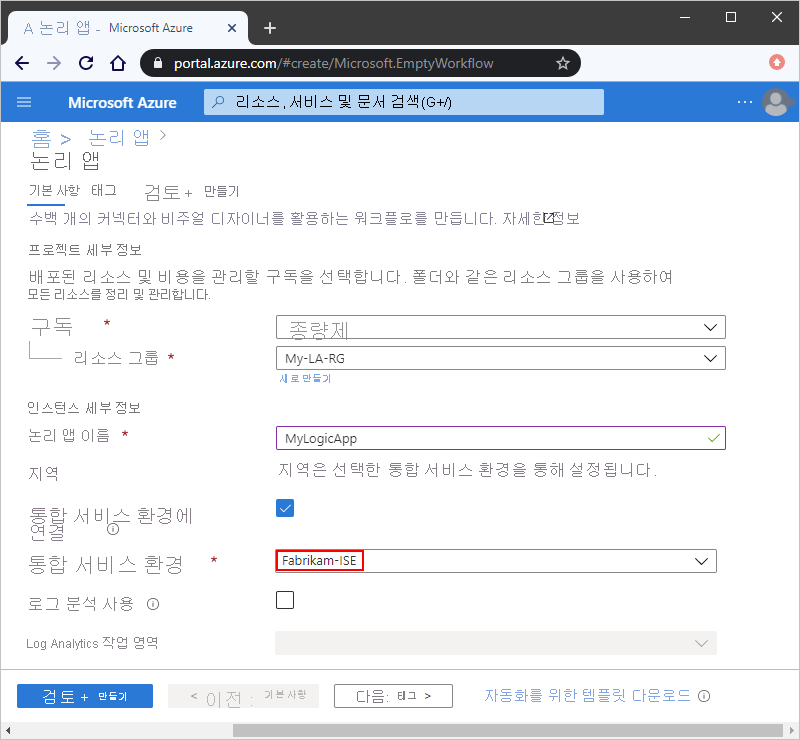 A 논리 앱 - Microsoft Azure
portal.azure.com/#create/Microsoft.EmptyWorkflow
Microsoft Azure 리소스, 서비스 및 문서 검색(G+/)
홈 > 논리 앱 >
논리 앱
기본 사항 태그 검토 + 만들기
수백 개의 커넥터와 비주얼 디자이너를 활용하는 워크플로를 만듭니다. 자세한 정보
프로젝트 세부 정보
배포된 리소스 및 비용을 관리할 구독을 선택합니다. 폴더와 같은 리소스 그룹을 사용하여
모든 리소스를 정리 및 관리합니다.
구독 * 종량제
리소스 그룹 * My-LA-RG
새로 만들기
인스턴스 세부 정보
논리 앱 이름 * MyLogicApp
지역 지역은 선택한 통합 서비스 환경을 통해 설정됩니다.
통합 서비스 환경에
연결
통합 서비스 환경 * Fabrikam-ISE
로그 분석 사용
Log Analytics 작업 영역
검토 + 만들기 < 이전 : 기본 사항 다음: 태그 > 자동화를 위한 템플릿 다운로드